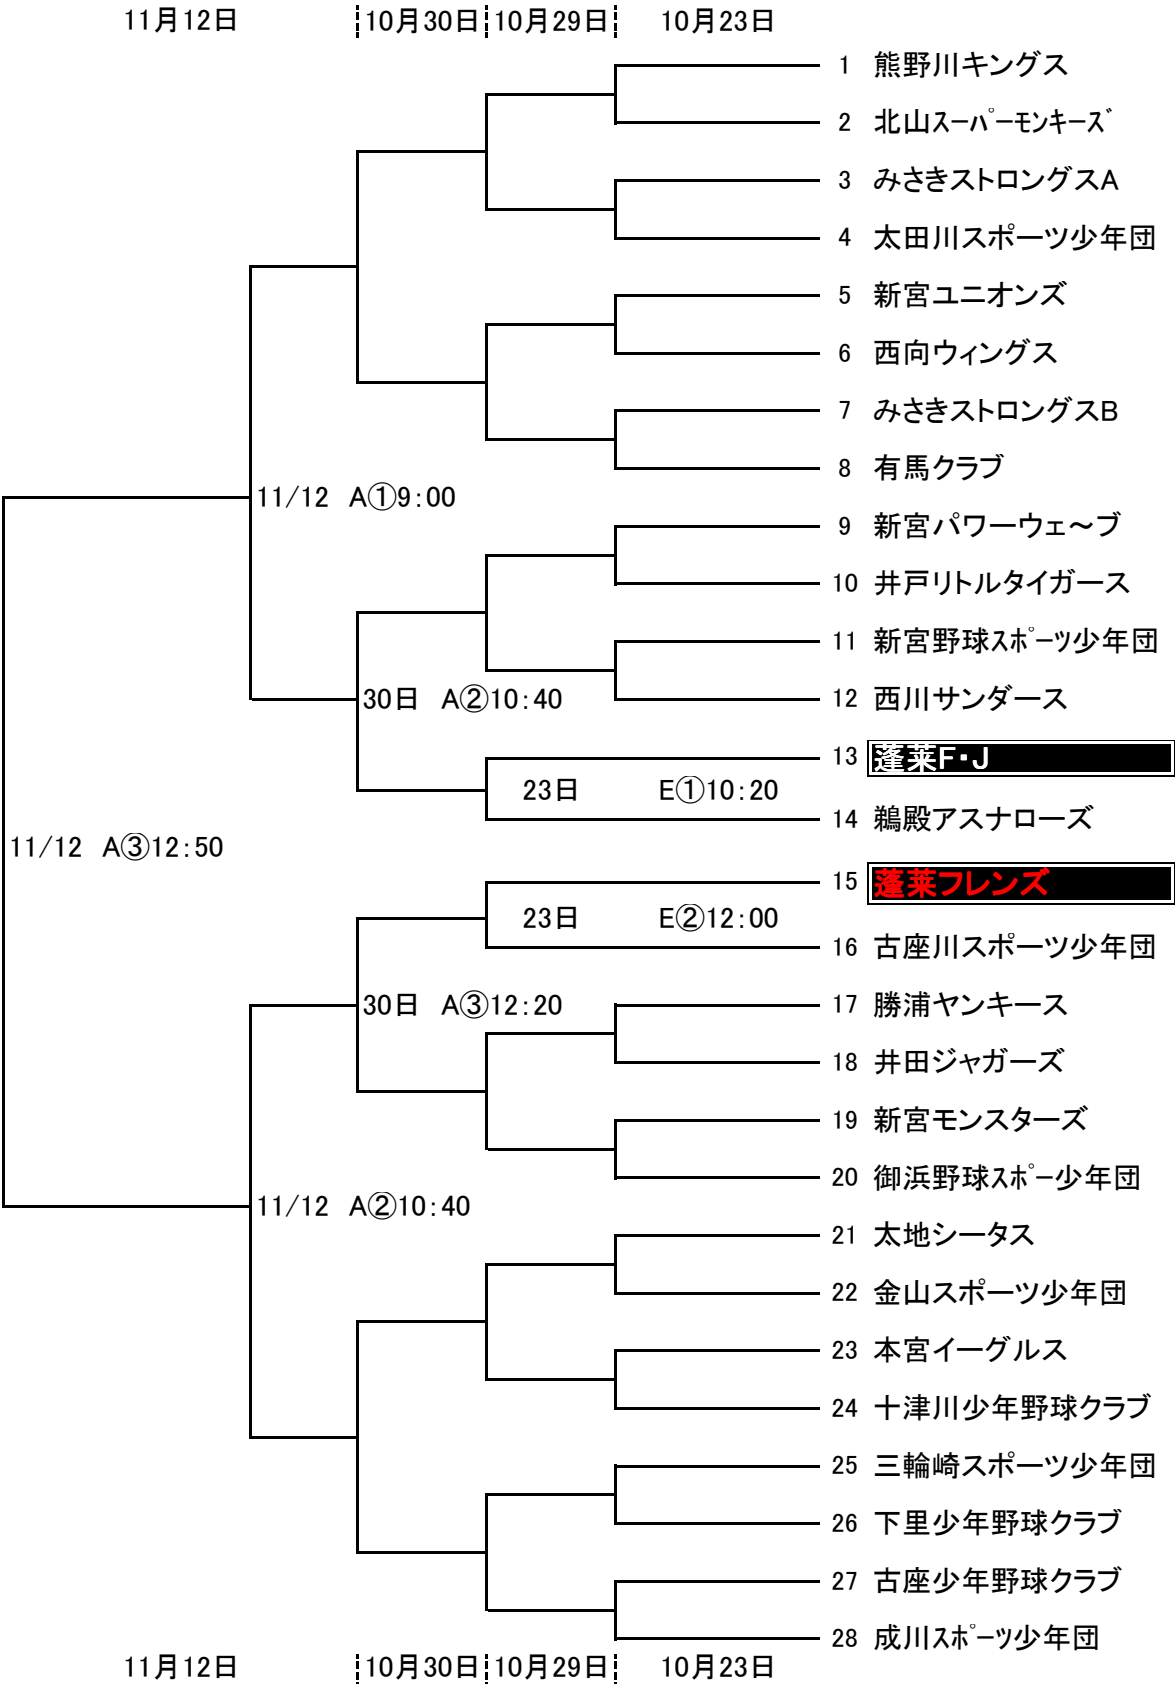 11月12日 10月30日 10月29日 10月23日
1 熊野川キングス
2 北山ｽｰﾊﾟｰﾓﾝｷｰｽﾞ
3 みさきストロングスA
4 太田川スポーツ少年団
5 新宮ユニオンズ
6 西向ウィングス
7 みさきストロングスB
8 有馬クラブ
11/12 A①9:00
9 新宮パワーウェ～ブ
10 井戸リトルタイガース
11 新宮野球ｽﾎﾟｰﾂ少年団
30日 A②10:40
12 西川サンダース
13 蓬莱F・J
23日 E①10:20
14 鵜殿アスナローズ
11/12 A③12:50
15 蓬莱フレンズ
23日 E②12:00
16 古座川スポーツ少年団
30日 A③12:20
17 勝浦ヤンキース
18 井田ジャガーズ
19 新宮モンスターズ
20 御浜野球ｽﾎﾟｰ少年団
11/12 A②10:40
21 太地シータス
22 金山スポーツ少年団
23 本宮イーグルス
24 十津川少年野球クラブ
25 三輪崎スポーツ少年団
26 下里少年野球クラブ
27 古座少年野球クラブ
28 成川ｽﾎﾟｰﾂ少年団
11月12日 10月30日 10月29日 10月23日